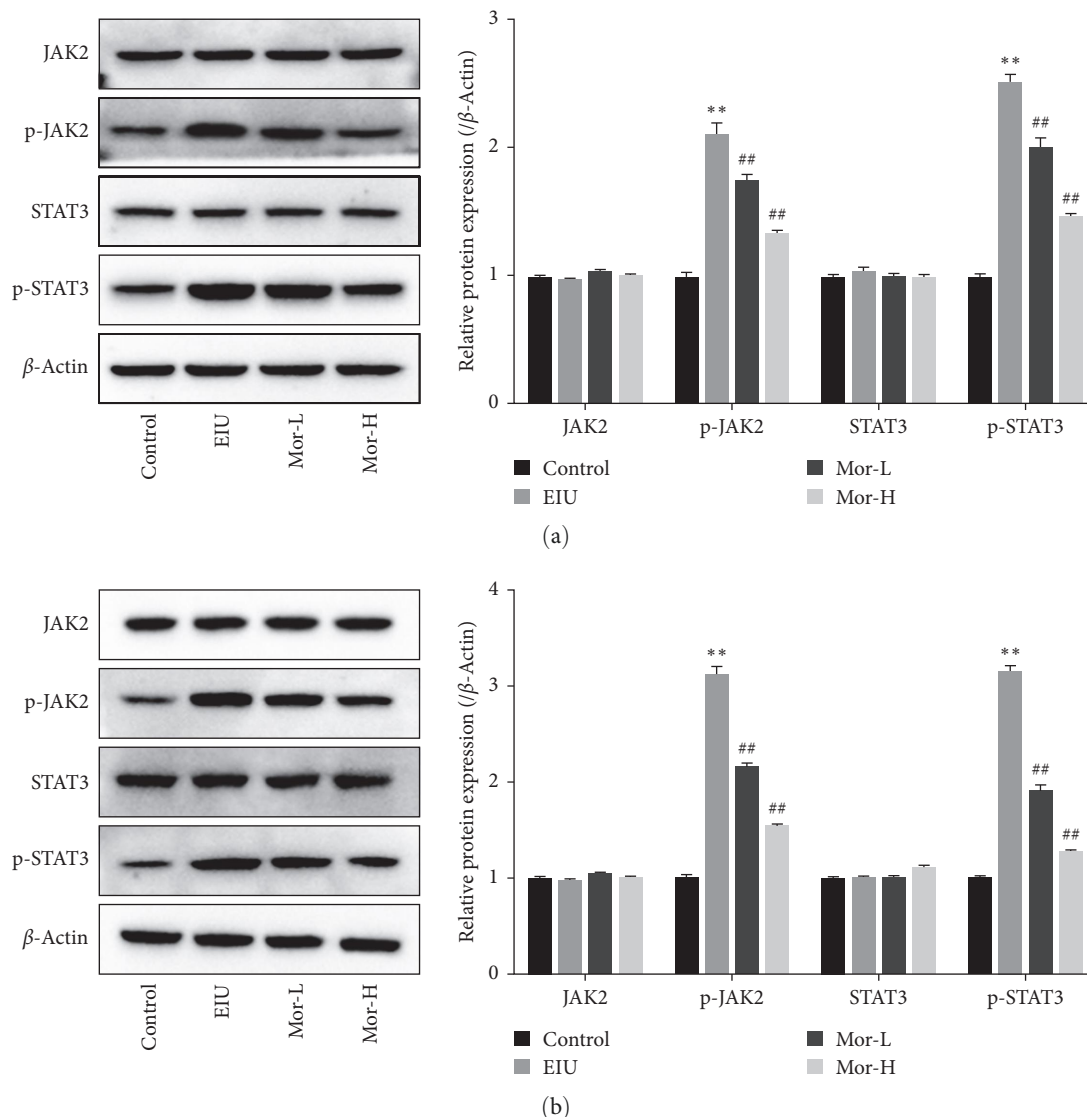 JAK2
p-JAK2
STAT3
p-STAT3
β-Actin
Control
EIU
Mor-L
Mor-H
Relative protein expression (/β-Actin)
3
2
1
0
**
##
##
**
##
##
JAK2
p-JAK2
STAT3
p-STAT3
Control
Mor-L
EIU
Mor-H
(a)
JAK2
p-JAK2
STAT3
p-STAT3
β-Actin
Control
EIU
Mor-L
Mor-H
Relative protein expression (/β-Actin)
4
3
2
1
0
**
##
##
**
##
##
JAK2
p-JAK2
STAT3
p-STAT3
Control
Mor-L
EIU
Mor-H
(b)